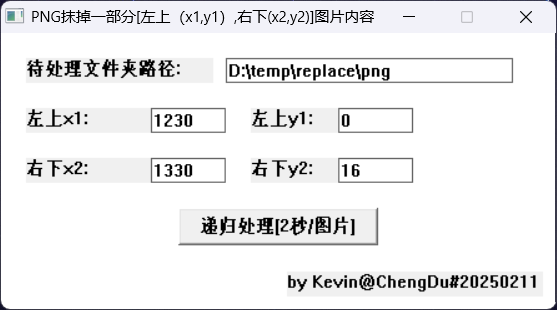 PNG抹掉一部分[左上（x1,y1）,右下(x2,y2)]图片内容
待处理文件夹路径: D:\temp\replace\png
左上x1: 1230 左上y1: 0
右下x2: 1330 右下y2: 16
递归处理[2秒/图片]
by Kevin@ChengDu#20250211